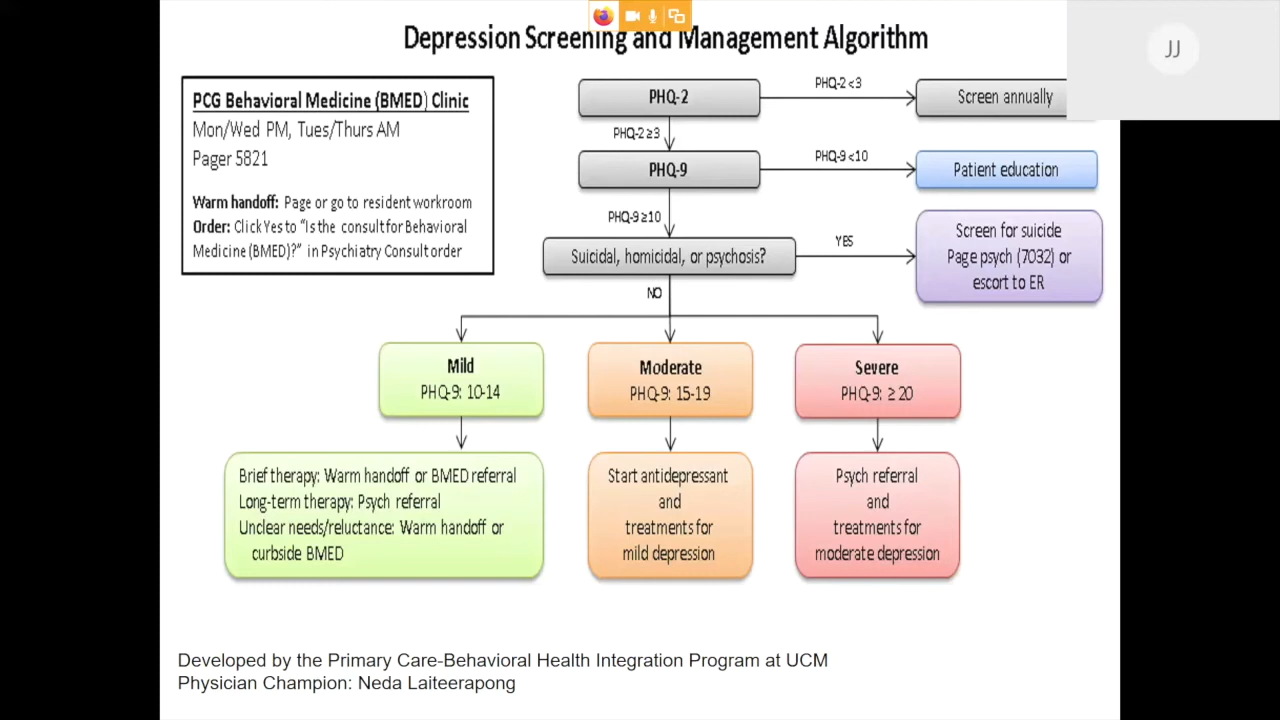 Depression Screening and Management Algorithm
JJ
PCG Behavioral Medicine (BMED) Clinic
Mon/Wed PM, Tues/Thurs AM
Pager 5821
Warm handoff: Page or go to resident workroom
Order: Click Yes to “Is the consult for Behavioral
Medicine (BMED)?” in Psychiatry Consult order
PHQ-2
PHQ-2 <3
Screen annually
PHQ-2 ≥3
PHQ-9
PHQ-9 <10
Patient education
PHQ-9 ≥10
Suicidal, homicidal, or psychosis?
YES
Screen for suicide
Page psych (7032) or
escort to ER
NO
Mild
PHQ-9: 10-14
Moderate
PHQ-9: 15-19
Severe
PHQ-9: ≥ 20
Brief therapy: Warm handoff or BMED referral
Long-term therapy: Psych referral
Unclear needs/reluctance: Warm handoff or
curbside BMED
Start antidepressant
and
treatments for
mild depression
Psych referral
and
treatments for
moderate depression
Developed by the Primary Care-Behavioral Health Integration Program at UCM
Physician Champion: Neda Laiteerapong